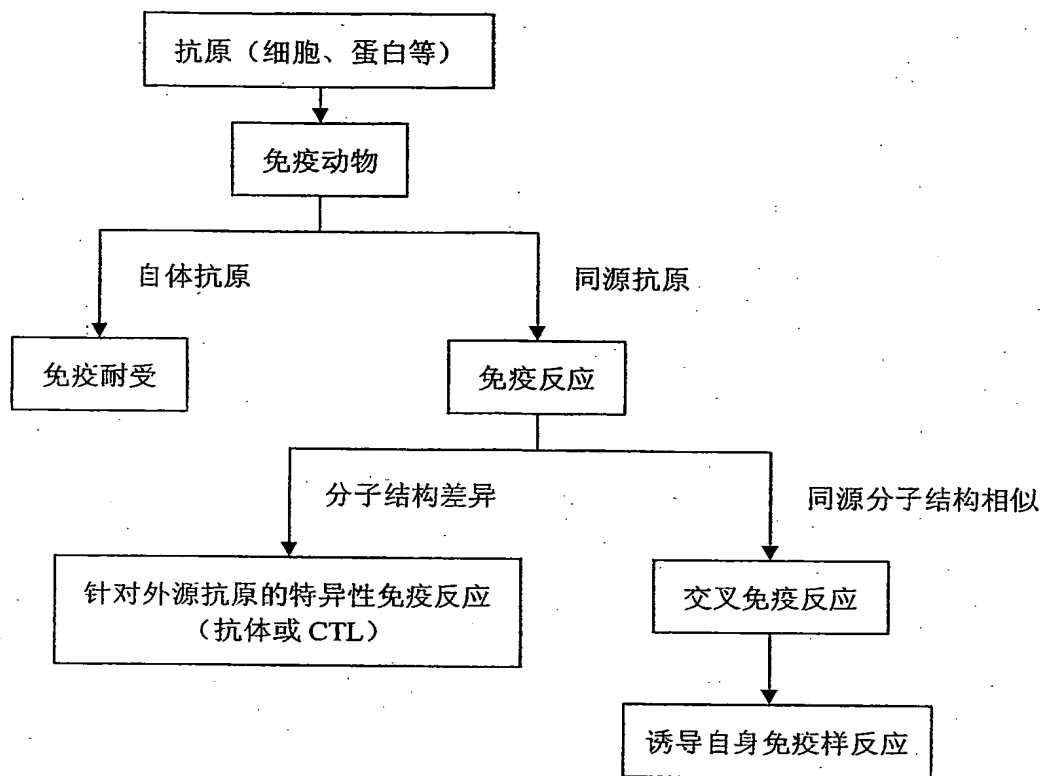 抗原（细胞、蛋白等）
免疫动物
自体抗原
同源抗原
免疫耐受
免疫反应
分子结构差异
同源分子结构相似
针对外源抗原的特异性免疫反应
（抗体或 CTL）
交叉免疫反应
诱导自身免疫样反应